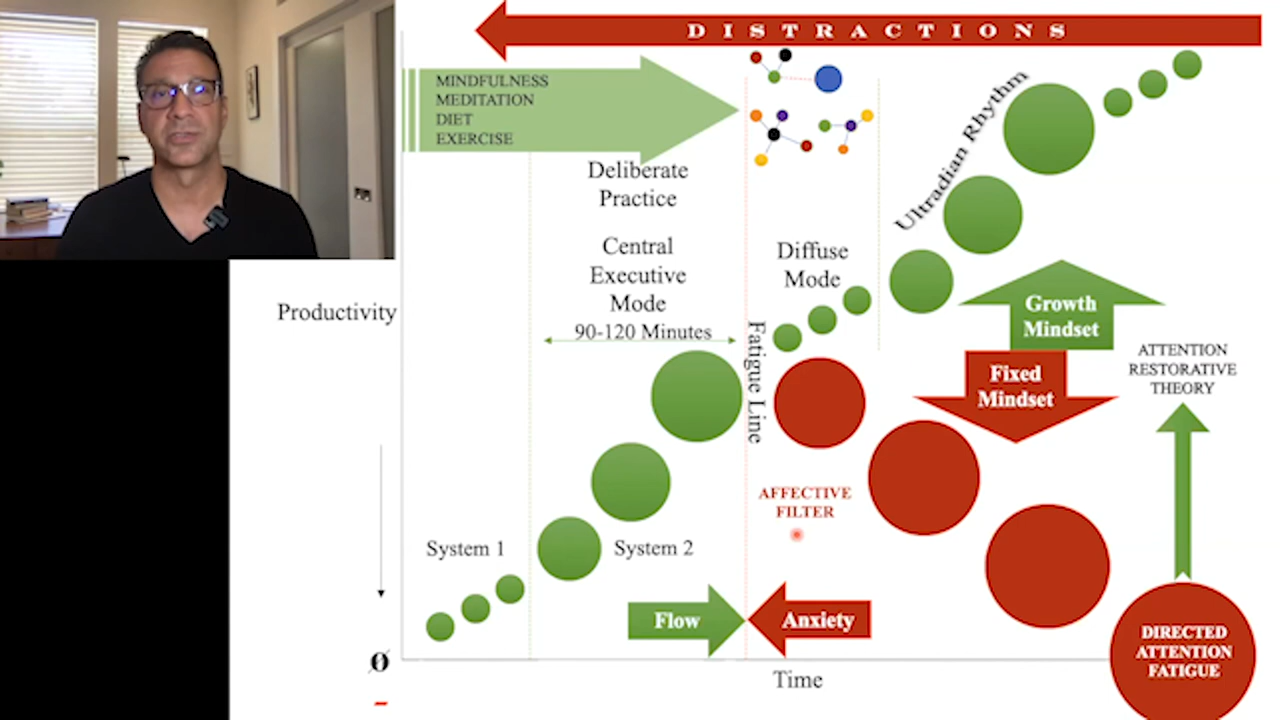 DISTRACTIONS
MINDFULNESS
MEDITATION
DIET
EXERCISE
Deliberate
Practice
Central
Executive
Mode
90-120 Minutes
Diffuse
Mode
Ultradian Rhythm
Productivity
Fatigue Line
Growth
Mindset
Fixed
Mindset
ATTENTION
RESTORATIVE
THEORY
AFFECTIVE
FILTER
System 1
System 2
Flow
Anxiety
DIRECTED
ATTENTION
FATIGUE
0
-
Time